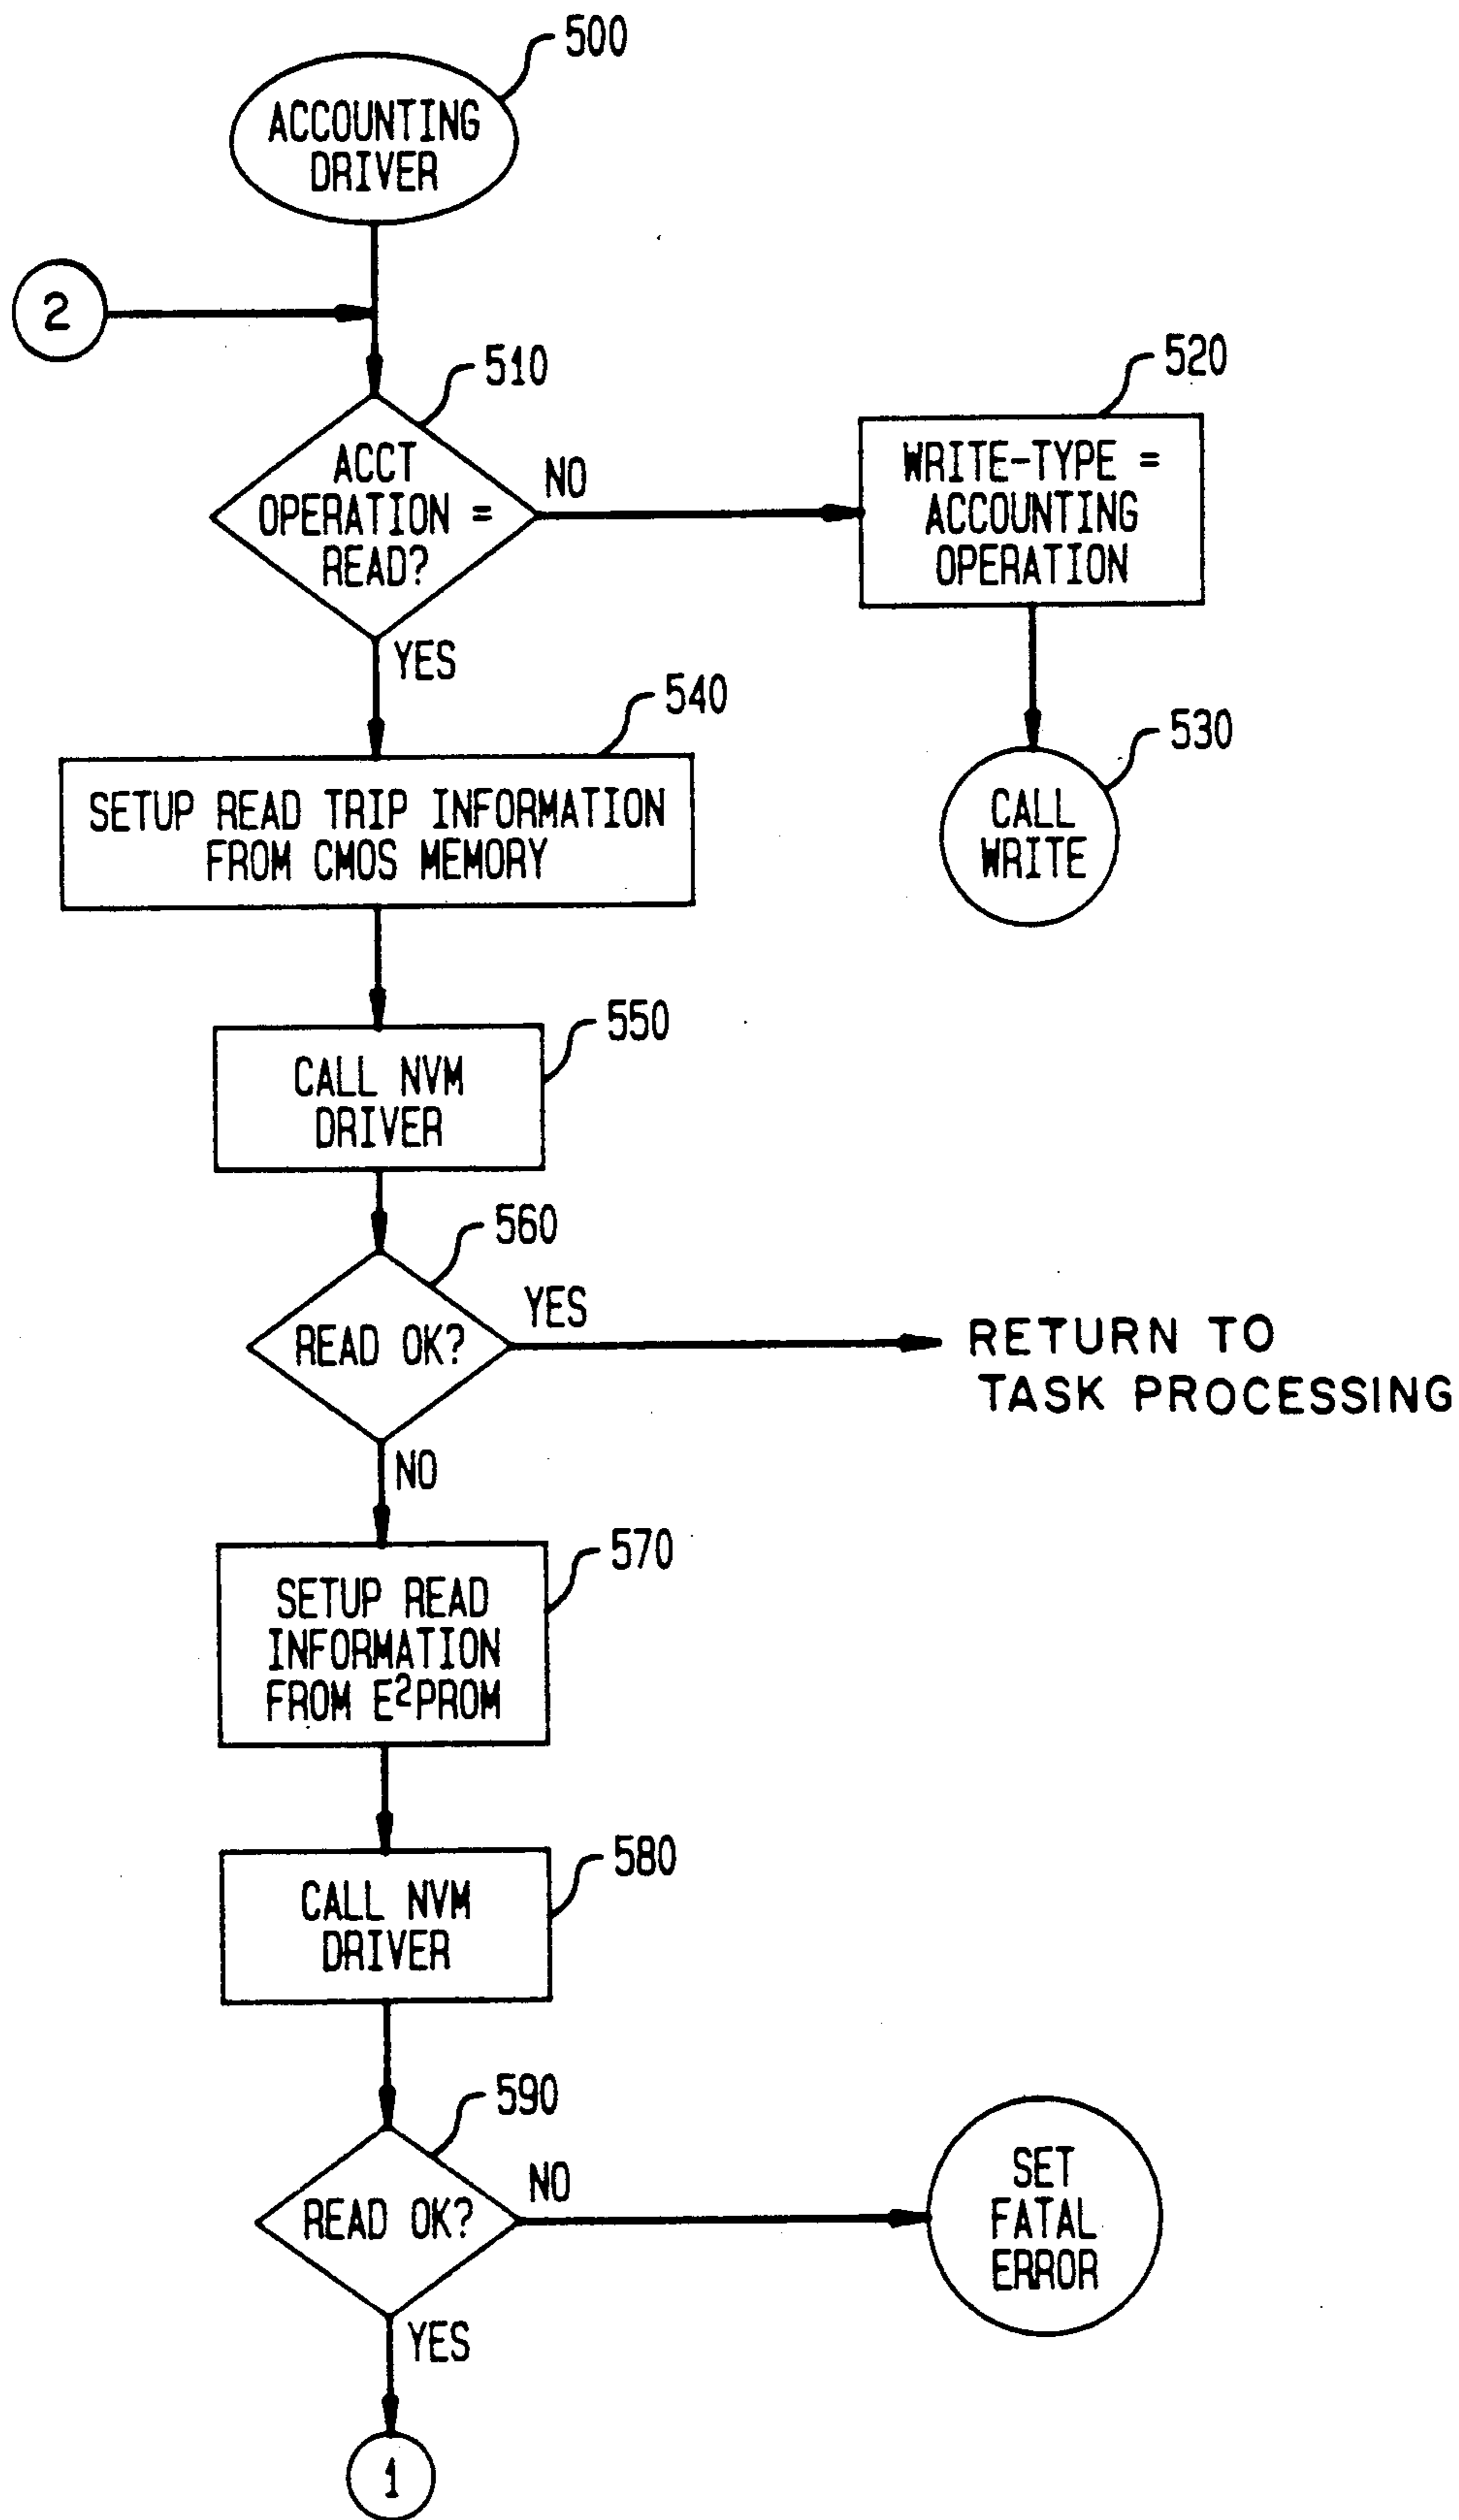 500
ACCOUNTING
DRIVER
2
510
ACCT
OPERATION =
READ?
NO
YES
520
WRITE-TYPE =
ACCOUNTING
OPERATION
530
CALL
WRITE
540
SETUP READ TRIP INFORMATION
FROM CMOS MEMORY
550
CALL NVM
DRIVER
560
READ OK?
YES
RETURN TO
TASK PROCESSING
NO
570
SETUP READ
INFORMATION
FROM E²PROM
580
CALL NVM
DRIVER
590
READ OK?
NO
SET
FATAL
ERROR
YES
1